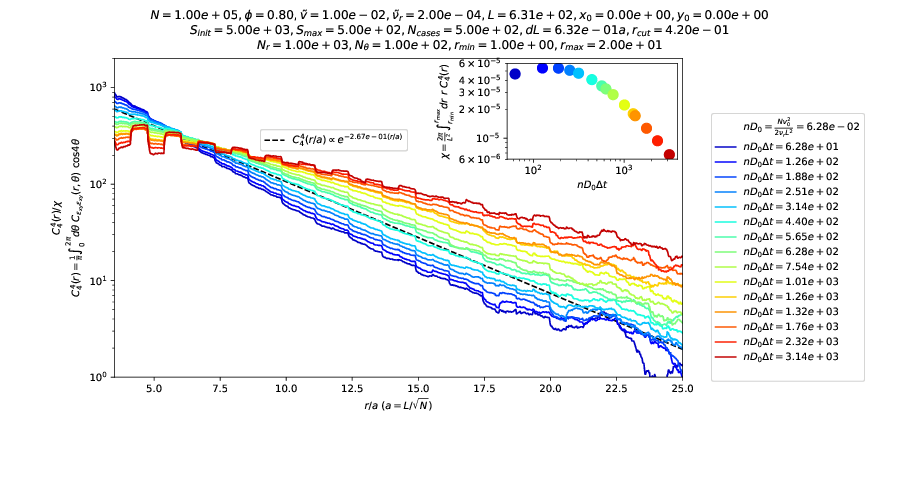 N = 1.00e + 05, ϕ = 0.80, ṽ = 1.00e − 02, ṽ_r = 2.00e − 04, L = 6.31e + 02, x_0 = 0.00e + 00, y_0 = 0.00e + 00
S_init = 5.00e + 03, S_max = 5.00e + 02, N_cases = 5.00e + 02, dL = 6.32e − 01a, r_cut = 4.20e − 01
N_r = 1.00e + 03, N_θ = 1.00e + 02, r_min = 1.00e + 00, r_max = 2.00e + 01
10^3
10^2
10^1
10^0
C_4^4(r)/χ
C_4^4(r) = 1/π ∫_0^{2π} dθ C_{ε_xy ε_xy}(r, θ) cos4θ
5.0 7.5 10.0 12.5 15.0 17.5 20.0 22.5 25.0
r/a (a = L/√N)
C_4^4(r/a) ∝ e^{−2.67e−01(r/a)}
χ = 2π/L^2 ∫_{r_min}^{r_max} dr r C_4^4(r)
6 × 10^{−5}
4 × 10^{−5}
3 × 10^{−5}
2 × 10^{−5}
10^{−5}
6 × 10^{−6}
10^2 10^3
nD_0Δt
nD_0 = Nv_0^2/2ν_rL^2 = 6.28e − 02
nD_0Δt = 6.28e + 01
nD_0Δt = 1.26e + 02
nD_0Δt = 1.88e + 02
nD_0Δt = 2.51e + 02
nD_0Δt = 3.14e + 02
nD_0Δt = 4.40e + 02
nD_0Δt = 5.65e + 02
nD_0Δt = 6.28e + 02
nD_0Δt = 7.54e + 02
nD_0Δt = 1.01e + 03
nD_0Δt = 1.26e + 03
nD_0Δt = 1.32e + 03
nD_0Δt = 1.76e + 03
nD_0Δt = 2.32e + 03
nD_0Δt = 3.14e + 03